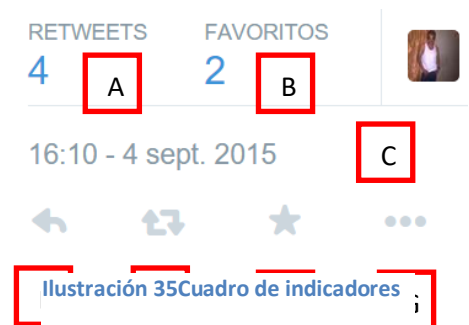 RETWEETS FAVORITOS
4 A 2 B
16:10 - 4 sept. 2015 C
Ilustración 35Cuadro de indicadores